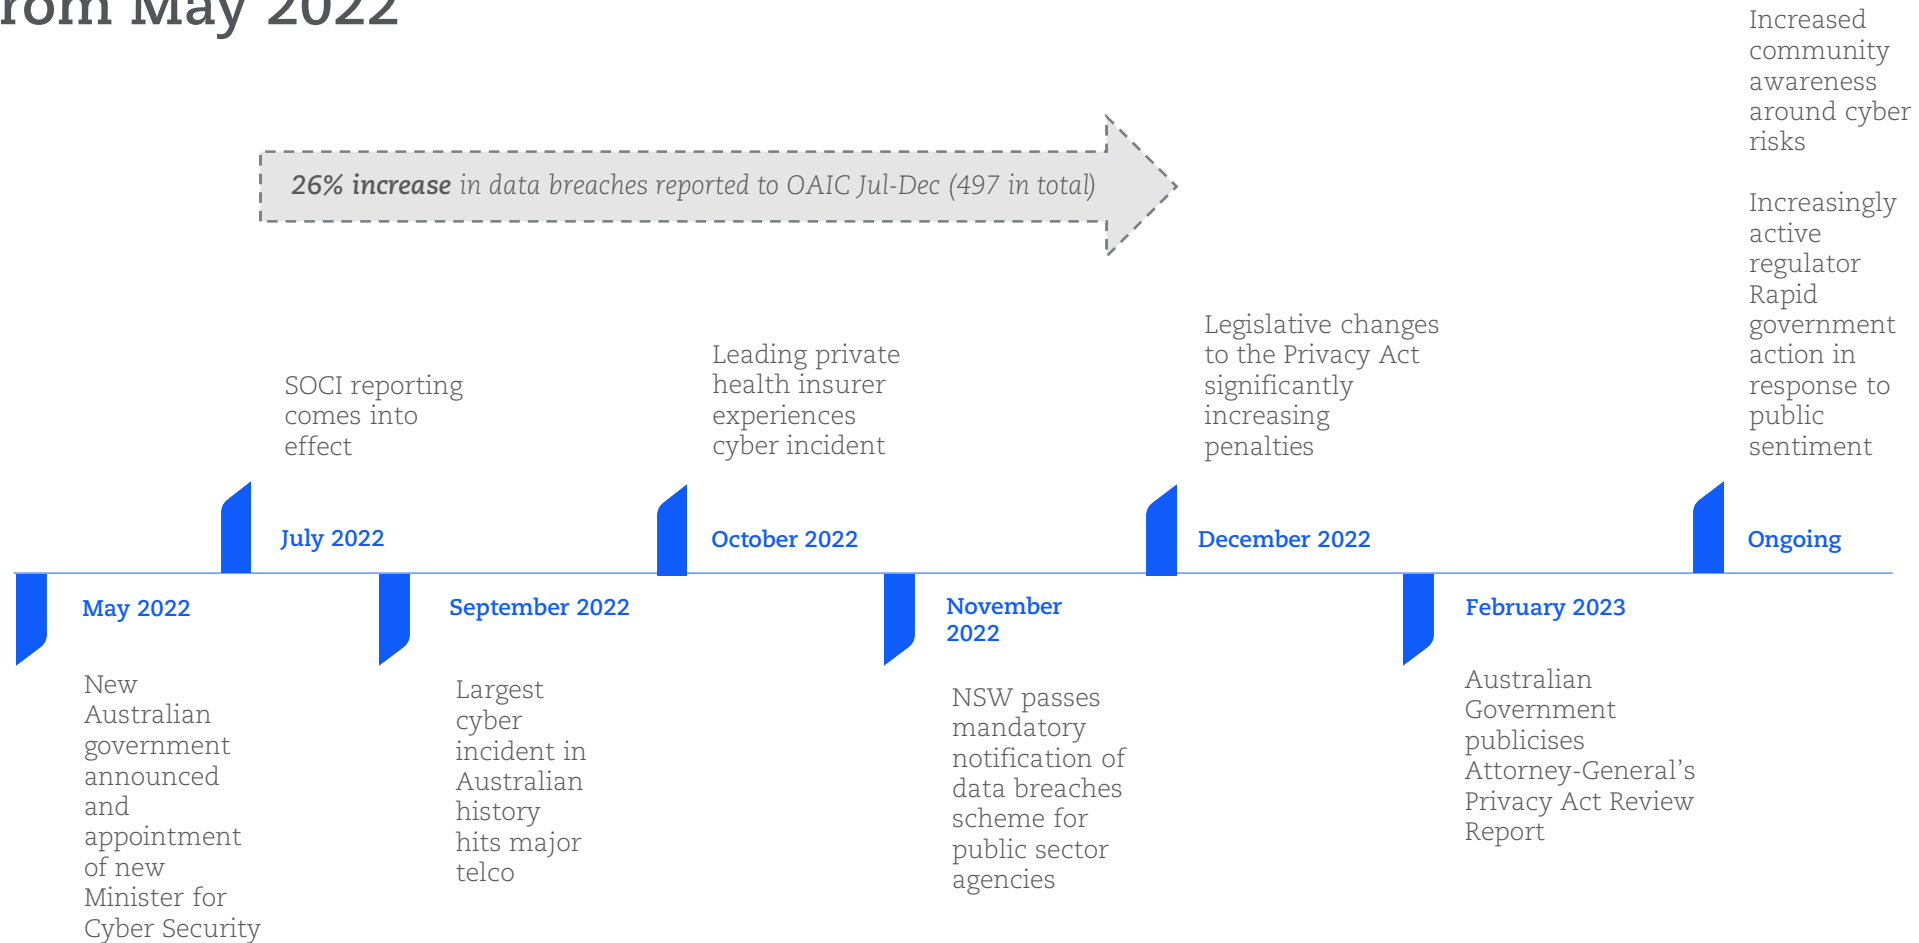 rom May 2022
26% increase in data breaches reported to OAIC Jul-Dec (497 in total)
May 2022
New
Australian
government
announced
and
appointment
of new
Minister for
Cyber Security
July 2022
SOCI reporting
comes into
effect
September 2022
Largest
cyber
incident in
Australian
history
hits major
telco
October 2022
Leading private
health insurer
experiences
cyber incident
November
2022
NSW passes
mandatory
notification of
data breaches
scheme for
public sector
agencies
December 2022
Legislative changes
to the Privacy Act
significantly
increasing
penalties
February 2023
Australian
Government
publicises
Attorney-General’s
Privacy Act Review
Report
Ongoing
Increased
community
awareness
around cyber
risks
Increasingly
active
regulator
Rapid
government
action in
response to
public
sentiment